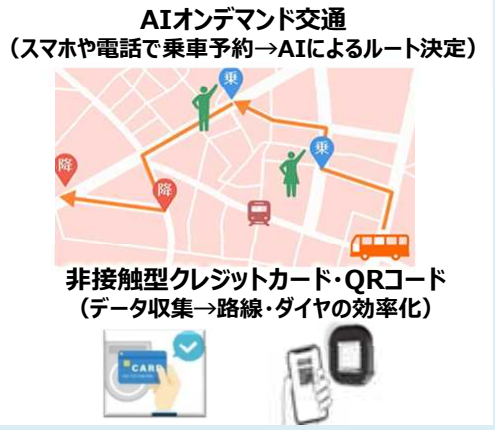 AIオンデマンド交通
（スマホや電話で乗車予約→AIによるルート決定）
乗
乗
降
降
非接触型クレジットカード・QRコード
（データ収集→路線・ダイヤの効率化）
CARD